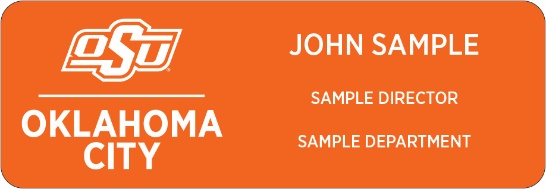 OSU
OKLAHOMA
CITY
JOHN SAMPLE
SAMPLE DIRECTOR
SAMPLE DEPARTMENT